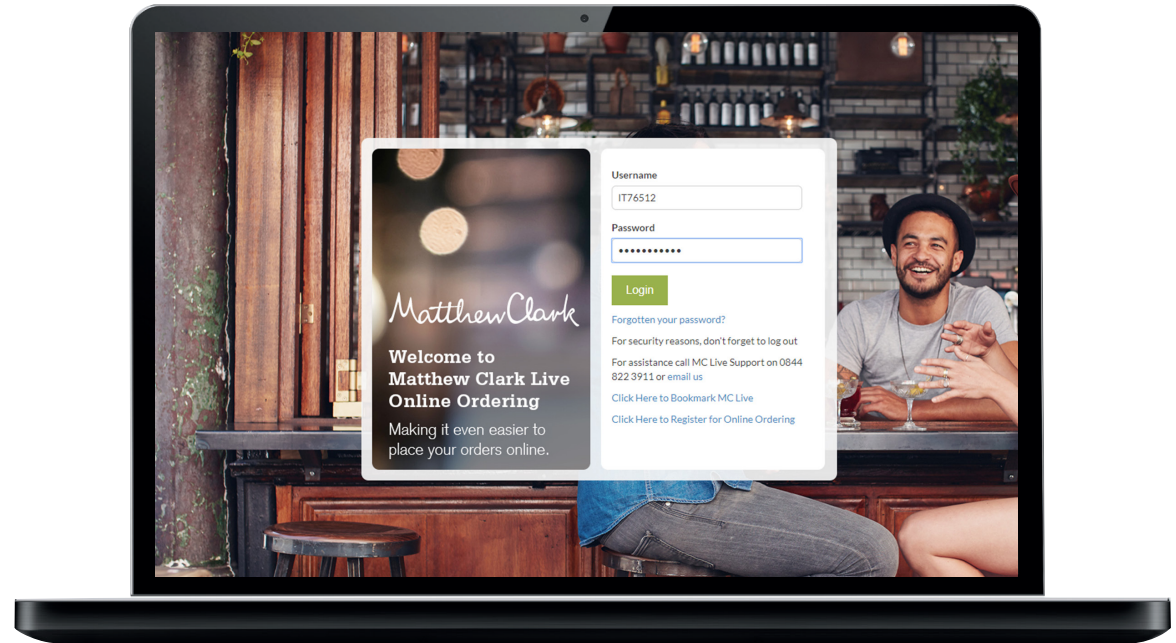 Matthew Clark
Welcome to
Matthew Clark Live
Online Ordering
Making it even easier to
place your orders online.
Username
IT76512
Password
•••••••••••
Login
Forgotten your password?
For security reasons, don't forget to log out
For assistance call MC Live Support on 0844
822 3911 or email us
Click Here to Bookmark MC Live
Click Here to Register for Online Ordering